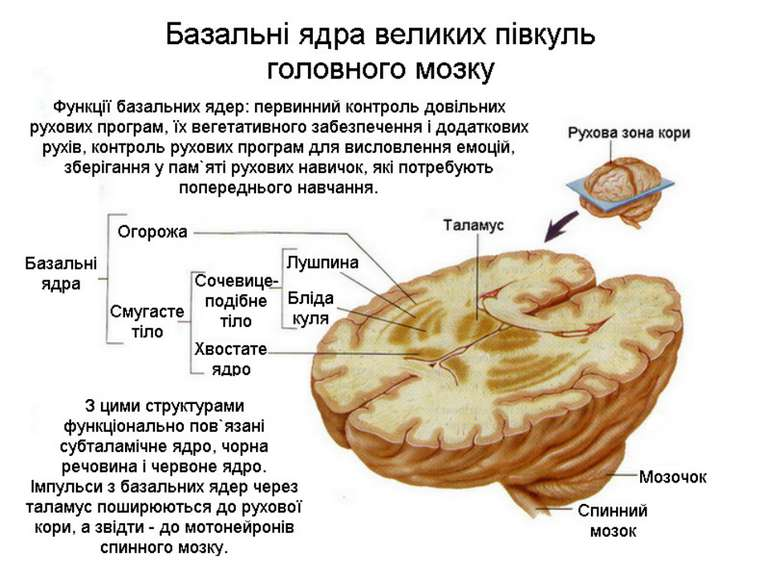 Базальні ядра великих півкуль
головного мозку
Функції базальних ядер: первинний контроль довільних
рухових програм, їх вегетативного забезпечення і додаткових
рухів, контроль рухових програм для висловлення емоцій,
зберігання у пам`яті рухових навичок, які потребують
попереднього навчання.
Рухова зона кори
Таламус
Огорожа
Базальні
ядра
Смугасте
тіло
Сочевице-
подібне
тіло
Лушпина
Бліда
куля
Хвостате
ядро
З цими структурами
функціонально пов`язані
субталамічне ядро, чорна
речовина і червоне ядро.
Імпульси з базальних ядер через
таламус поширюються до рухової
кори, а звідти - до мотонейронів
спинного мозку.
Мозочок
Спинний
мозок